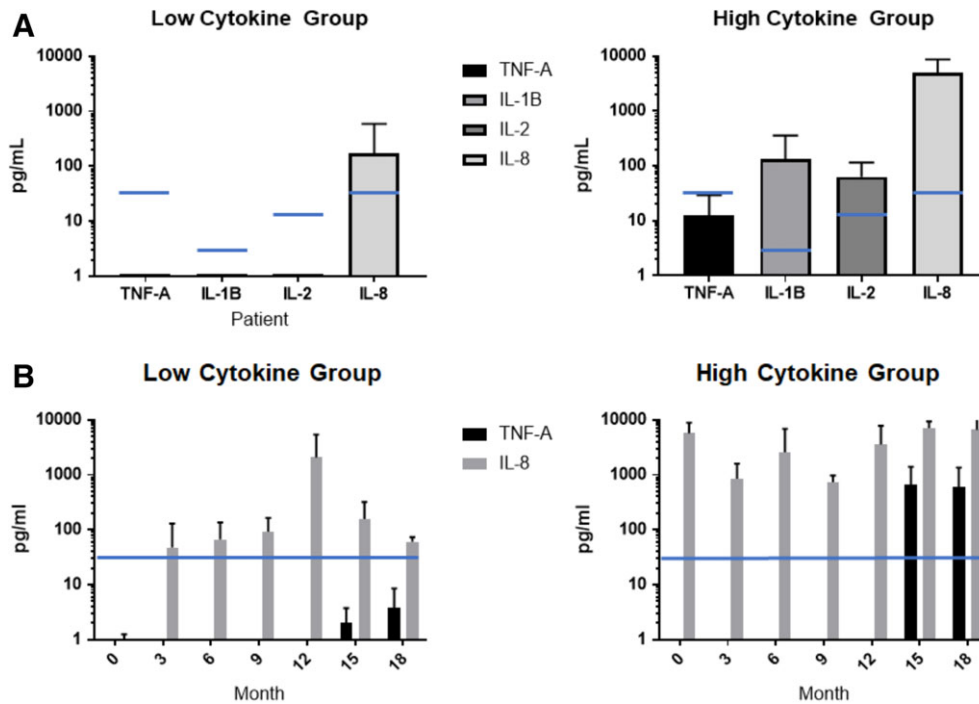 A
Low Cytokine Group
High Cytokine Group
pg/mL
10000
1000
100
10
1
TNF-A
IL-1B
IL-2
IL-8
Patient
TNF-A
IL-1B
IL-2
IL-8
pg/mL
10000
1000
100
10
1
TNF-A
IL-1B
IL-2
IL-8
B
Low Cytokine Group
High Cytokine Group
pg/ml
10000
1000
100
10
1
0
3
6
9
12
15
18
Month
TNF-A
IL-8
pg/ml
10000
1000
100
10
1
0
3
6
9
12
15
18
Month